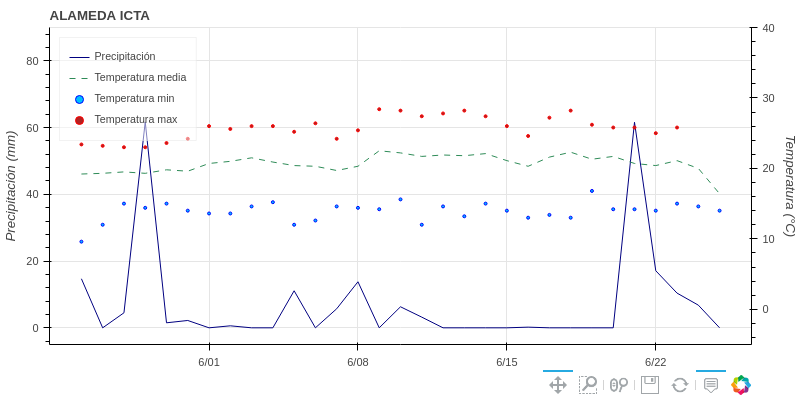 ALAMEDA ICTA
Precipitación
Temperatura media
Temperatura min
Temperatura max
Precipitación (mm)
80
60
40
20
0
Temperatura (°C)
40
30
20
10
0
6/01
6/08
6/15
6/22